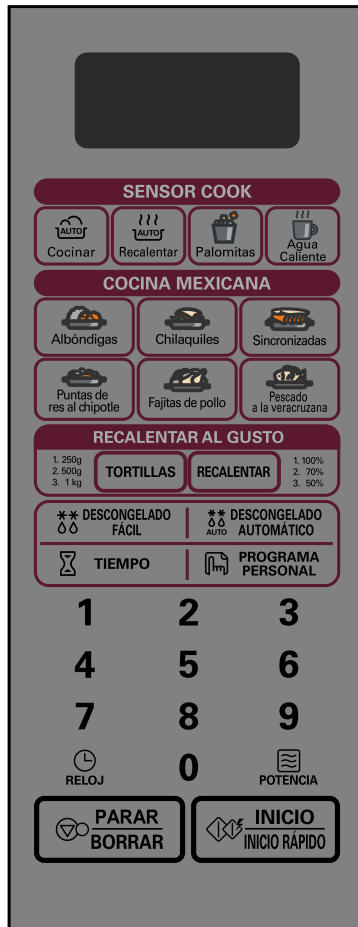 SENSOR COOK
AUTO AUTO
Cocinar Recalentar Palomitas Agua
Caliente
COCINA MEXICANA
Albóndigas Chilaquiles Sincronizadas
Puntas de
res al chipotle
Fajitas de pollo
Pescado
a la veracruzana
RECALENTAR AL GUSTO
1. 250g
2. 500g
3. 1 kg
TORTILLAS
RECALENTAR
1. 100%
2. 70%
3. 50%
DESCONGELADO
FÁCIL
AUTO
DESCONGELADO
AUTOMÁTICO
TIEMPO
PROGRAMA
PERSONAL
1 2 3
4 5 6
7 8 9
RELOJ 0 POTENCIA
PARAR
BORRAR
INICIO
INICIO RÁPIDO